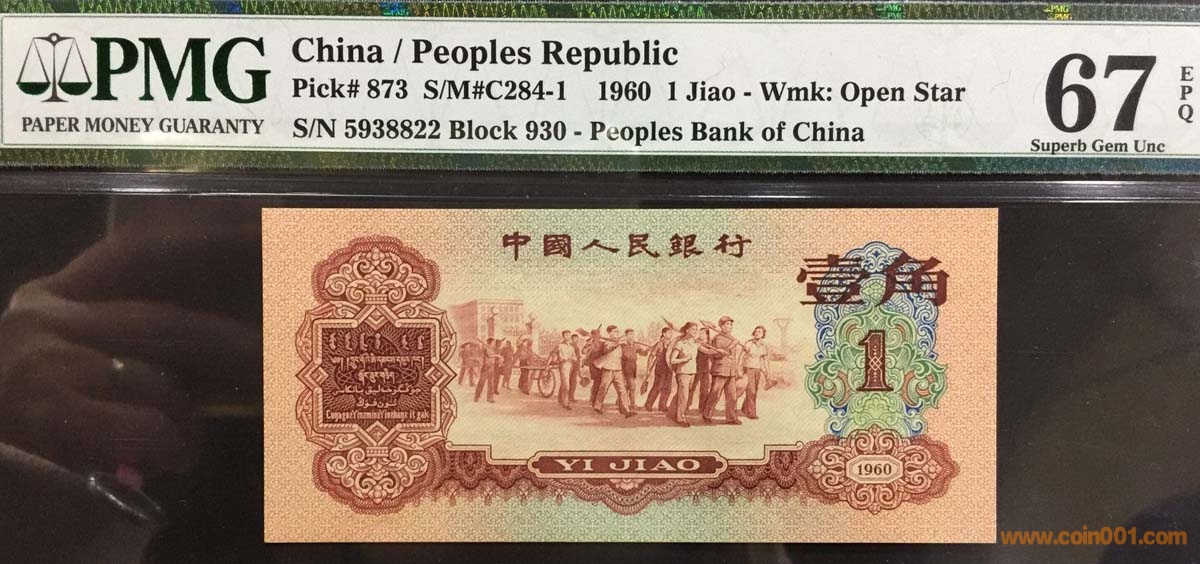 PMG
PAPER MONEY GUARANTY
China / Peoples Republic
Pick# 873 S/M#C284-1 1960 1 Jiao - Wmk: Open Star
S/N 5938822 Block 930 - Peoples Bank of China
67
EPQ
Superb Gem Unc
中國人民銀行
壹角
1
YI JIAO
1960
www.coin001.com